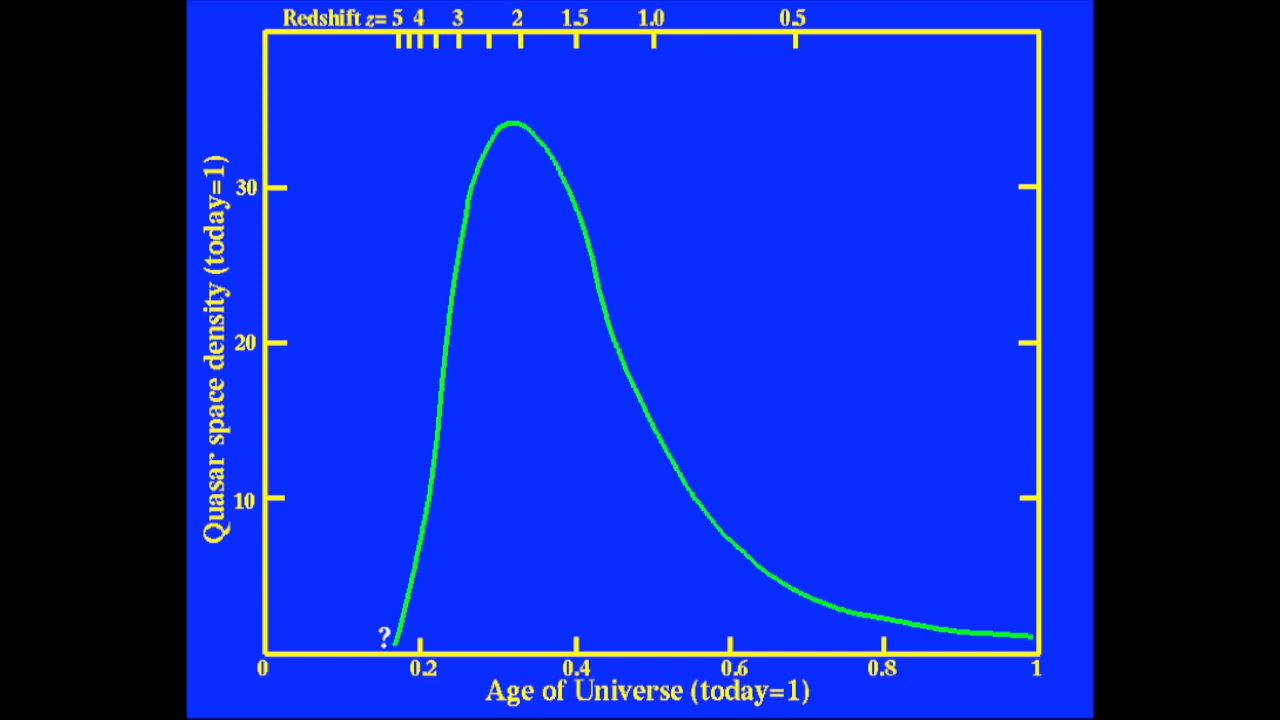 Redshift z= 5 4 3 2 1.5 1.0 0.5
Quasar space density (today=1)
30
20
10
?
0 0.2 0.4 0.6 0.8 1
Age of Universe (today=1)